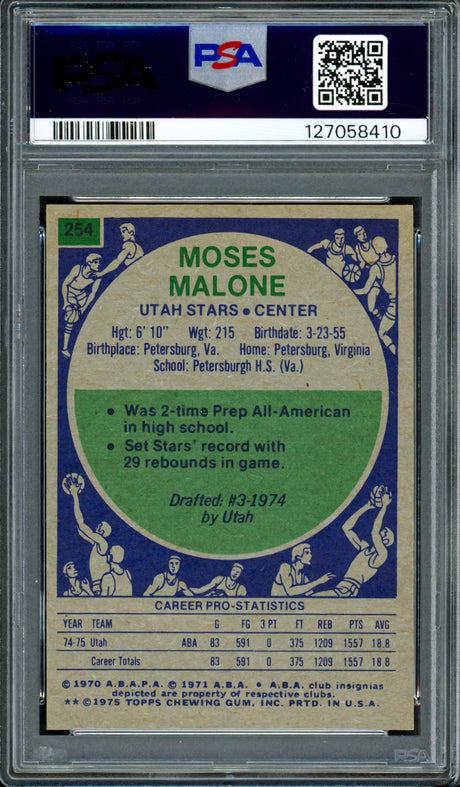 PSA
127058410
254
MOSES
MALONE
UTAH STARS • CENTER
Hgt: 6' 10" Wgt: 215 Birthdate: 3-23-55
Birthplace: Petersburg, Va. Home: Petersburg, Virginia
School: Petersburgh H.S. (Va.)
• Was 2-time Prep All-American
in high school.
• Set Stars' record with
29 rebounds in game.
Drafted: #3-1974
by Utah
CAREER PRO-STATISTICS
YEAR TEAM G FG 3 PT FT REB PTS AVG
74-75 Utah ABA 83 591 0 375 1209 1557 18.8
Career Totals 83 591 0 375 1209 1557 18.8
© 1970 A.B.A.P.A. © 1971 A.B.A. • A.B.A. club insignias
depicted are property of respective clubs.
★★ © 1975 TOPPS CHEWING GUM, INC. PRTD. IN U.S.A.
PSA